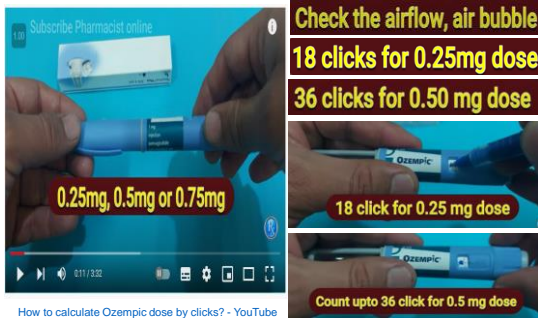 1.00
Subscribe Pharmacist online
1 mg
0.25mg, 0.5mg or 0.75mg
0:11 / 3:32
How to calculate Ozempic dose by clicks? - YouTube
Check the airflow, air bubble
18 clicks for 0.25mg dose
36 clicks for 0.50 mg dose
OZEMPIC
18 click for 0.25 mg dose
OZEMPIC
Count upto 36 click for 0.5 mg dose